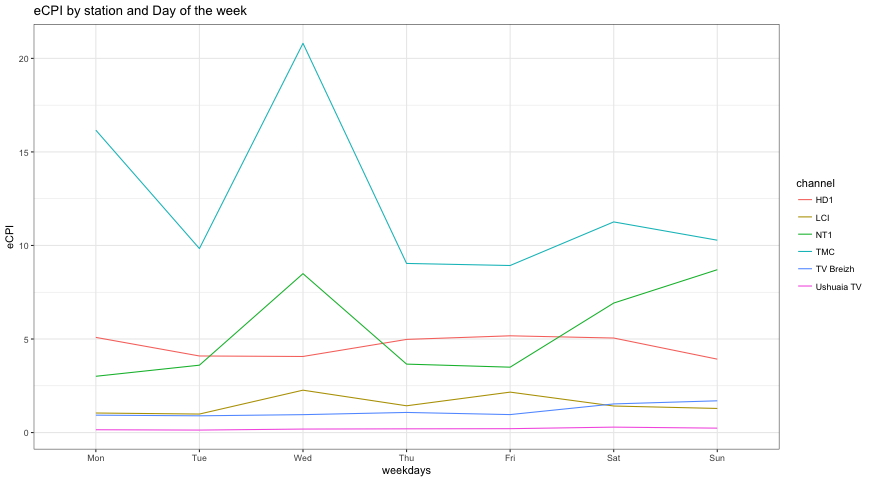 eCPI by station and Day of the week
20
15
10
5
0
eCPI
Mon Tue Wed Thu Fri Sat Sun
weekdays
channel
HD1
LCI
NT1
TMC
TV Breizh
Ushuaia TV